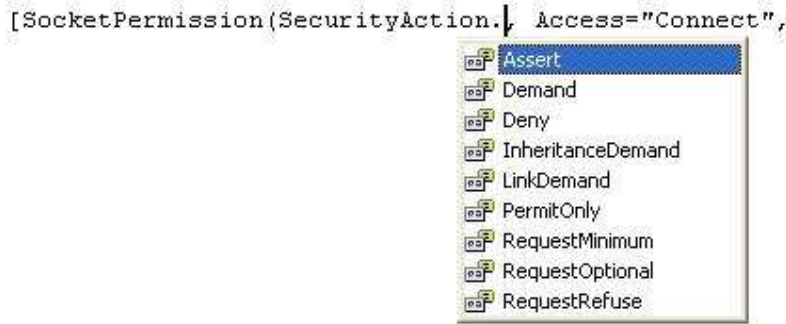 [SocketPermission(SecurityAction., Access="Connect",
Assert
Demand
Deny
InheritanceDemand
LinkDemand
PermitOnly
RequestMinimum
RequestOptional
RequestRefuse